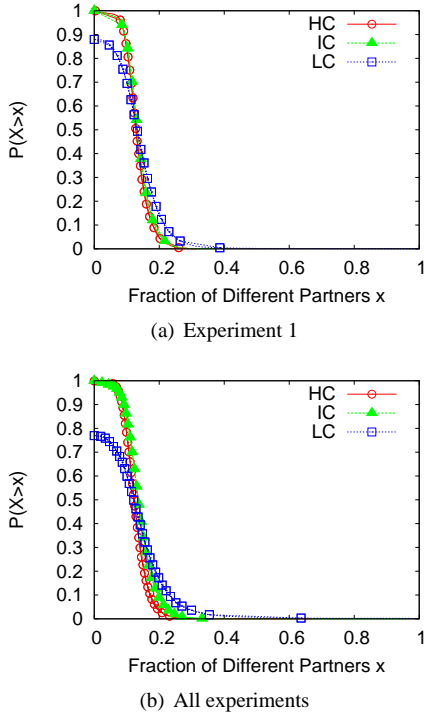 HC
IC
LC
P(X>x)
1
0.9
0.8
0.7
0.6
0.5
0.4
0.3
0.2
0.1
0
0 0.2 0.4 0.6 0.8 1
Fraction of Different Partners x
(a) Experiment 1
HC
IC
LC
P(X>x)
1
0.9
0.8
0.7
0.6
0.5
0.4
0.3
0.2
0.1
0
0 0.2 0.4 0.6 0.8 1
Fraction of Different Partners x
(b) All experiments